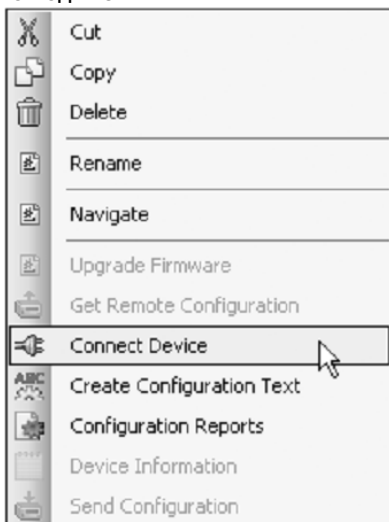 Cut
Copy
Delete
Rename
Navigate
Upgrade Firmware
Get Remote Configuration
Connect Device
ABC
Create Configuration Text
Configuration Reports
Device Information
Send Configuration